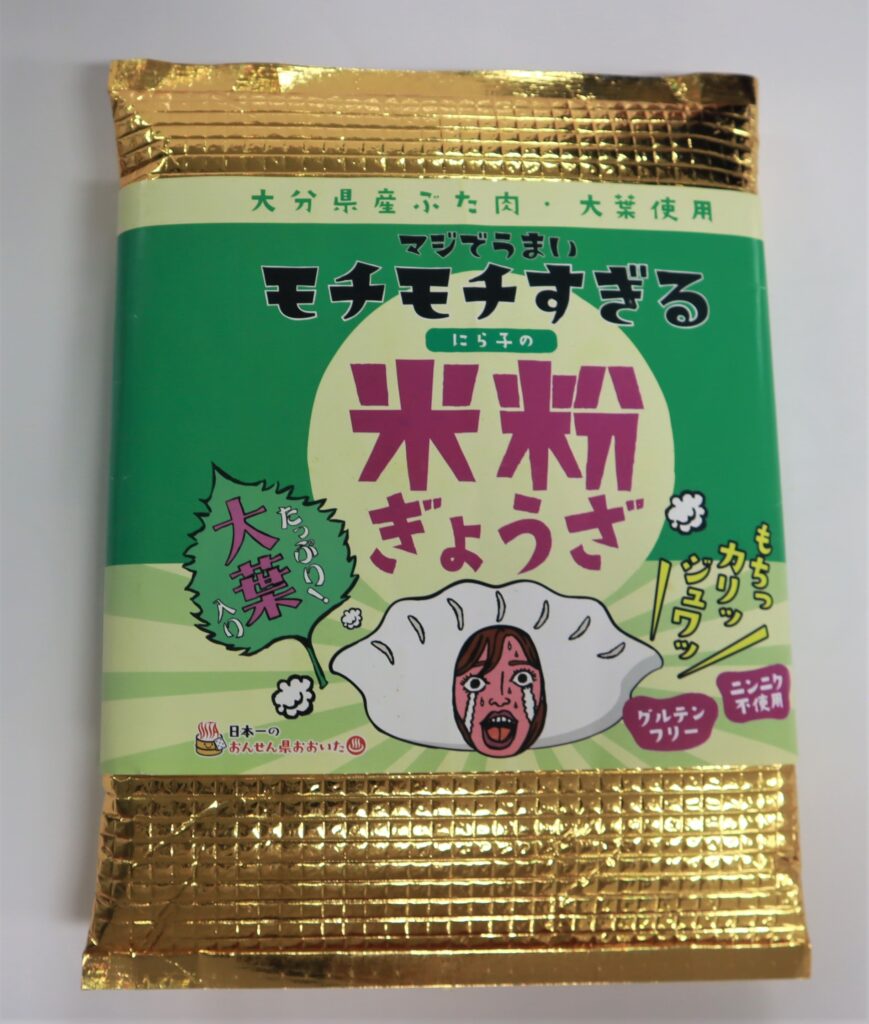 大分県産ぶた肉・大葉使用
マジでうまい
モチモチすぎる
にら子の
米粉
ぎょうざ
たっぷり!
大葉
入り
もちっ
カリッ
ジュワッ
グルテン
フリー
ニンニク
不使用
日本一の
おんせん県おおいた